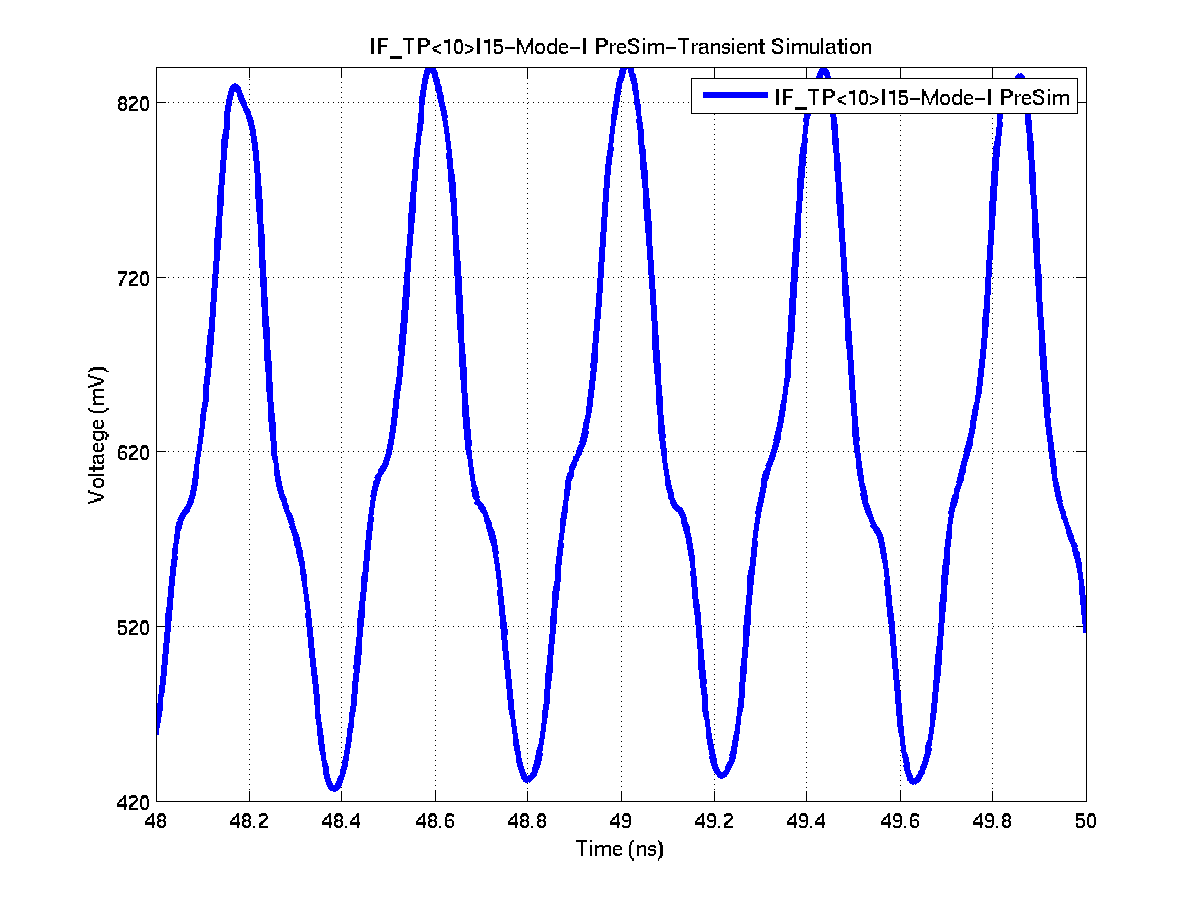 IF_TP<10>I15-Mode-I PreSim-Transient Simulation
IF_TP<10>I15-Mode-I PreSim
820
720
620
520
420
Voltaege (mV)
48 48.2 48.4 48.6 48.8 49 49.2 49.4 49.6 49.8 50
Time (ns)